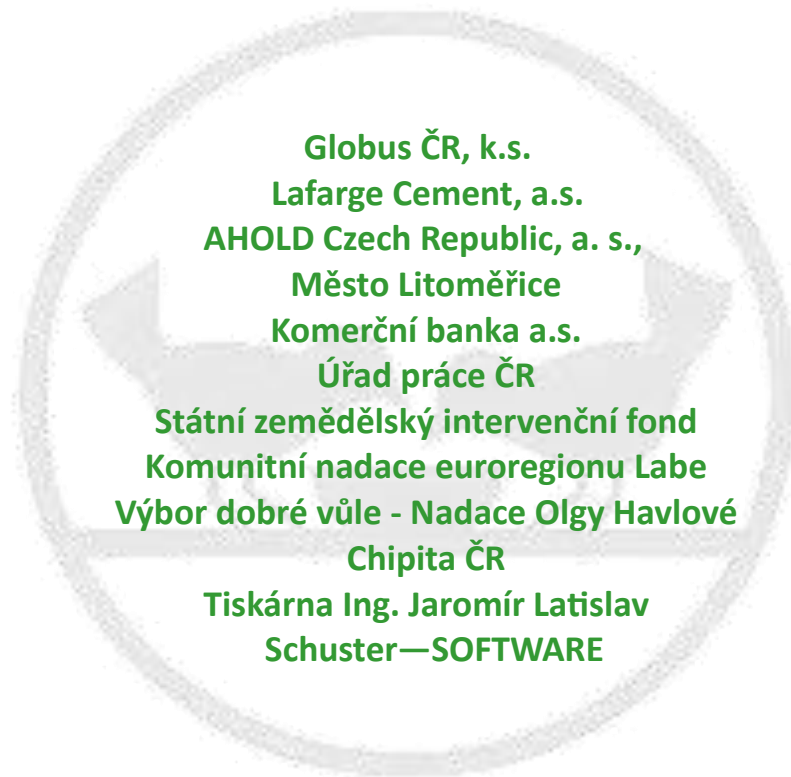 Globus ČR, k.s.
Lafarge Cement, a.s.
AHOLD Czech Republic, a. s.,
Město Litoměřice
Komerční banka a.s.
Úřad práce ČR
Státní zemědělský intervenční fond
Komunitní nadace euroregionu Labe
Výbor dobré vůle - Nadace Olgy Havlové
Chipita ČR
Tiskárna Ing. Jaromír Latislav
Schuster—SOFTWARE